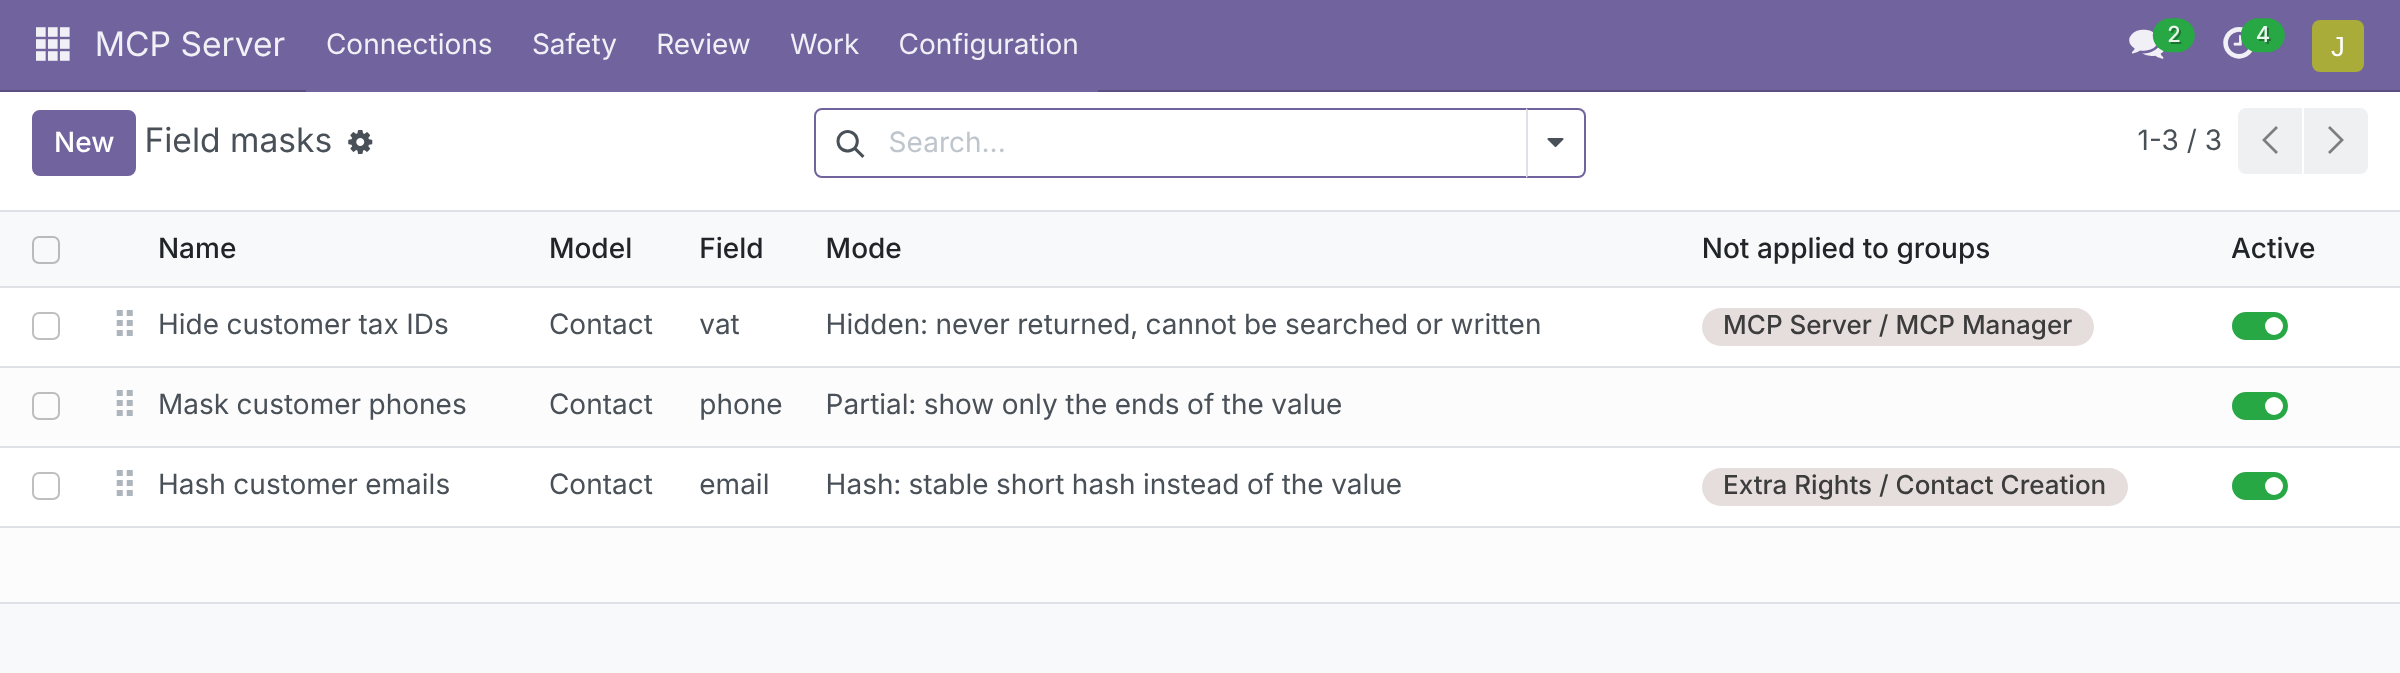 MCP Server Connections Safety Review Work Configuration 2 4 J
New Field masks Search... 1-3 / 3
Name Model Field Mode Not applied to groups Active
Hide customer tax IDs Contact vat Hidden: never returned, cannot be searched or written MCP Server / MCP Manager
Mask customer phones Contact phone Partial: show only the ends of the value
Hash customer emails Contact email Hash: stable short hash instead of the value Extra Rights / Contact Creation